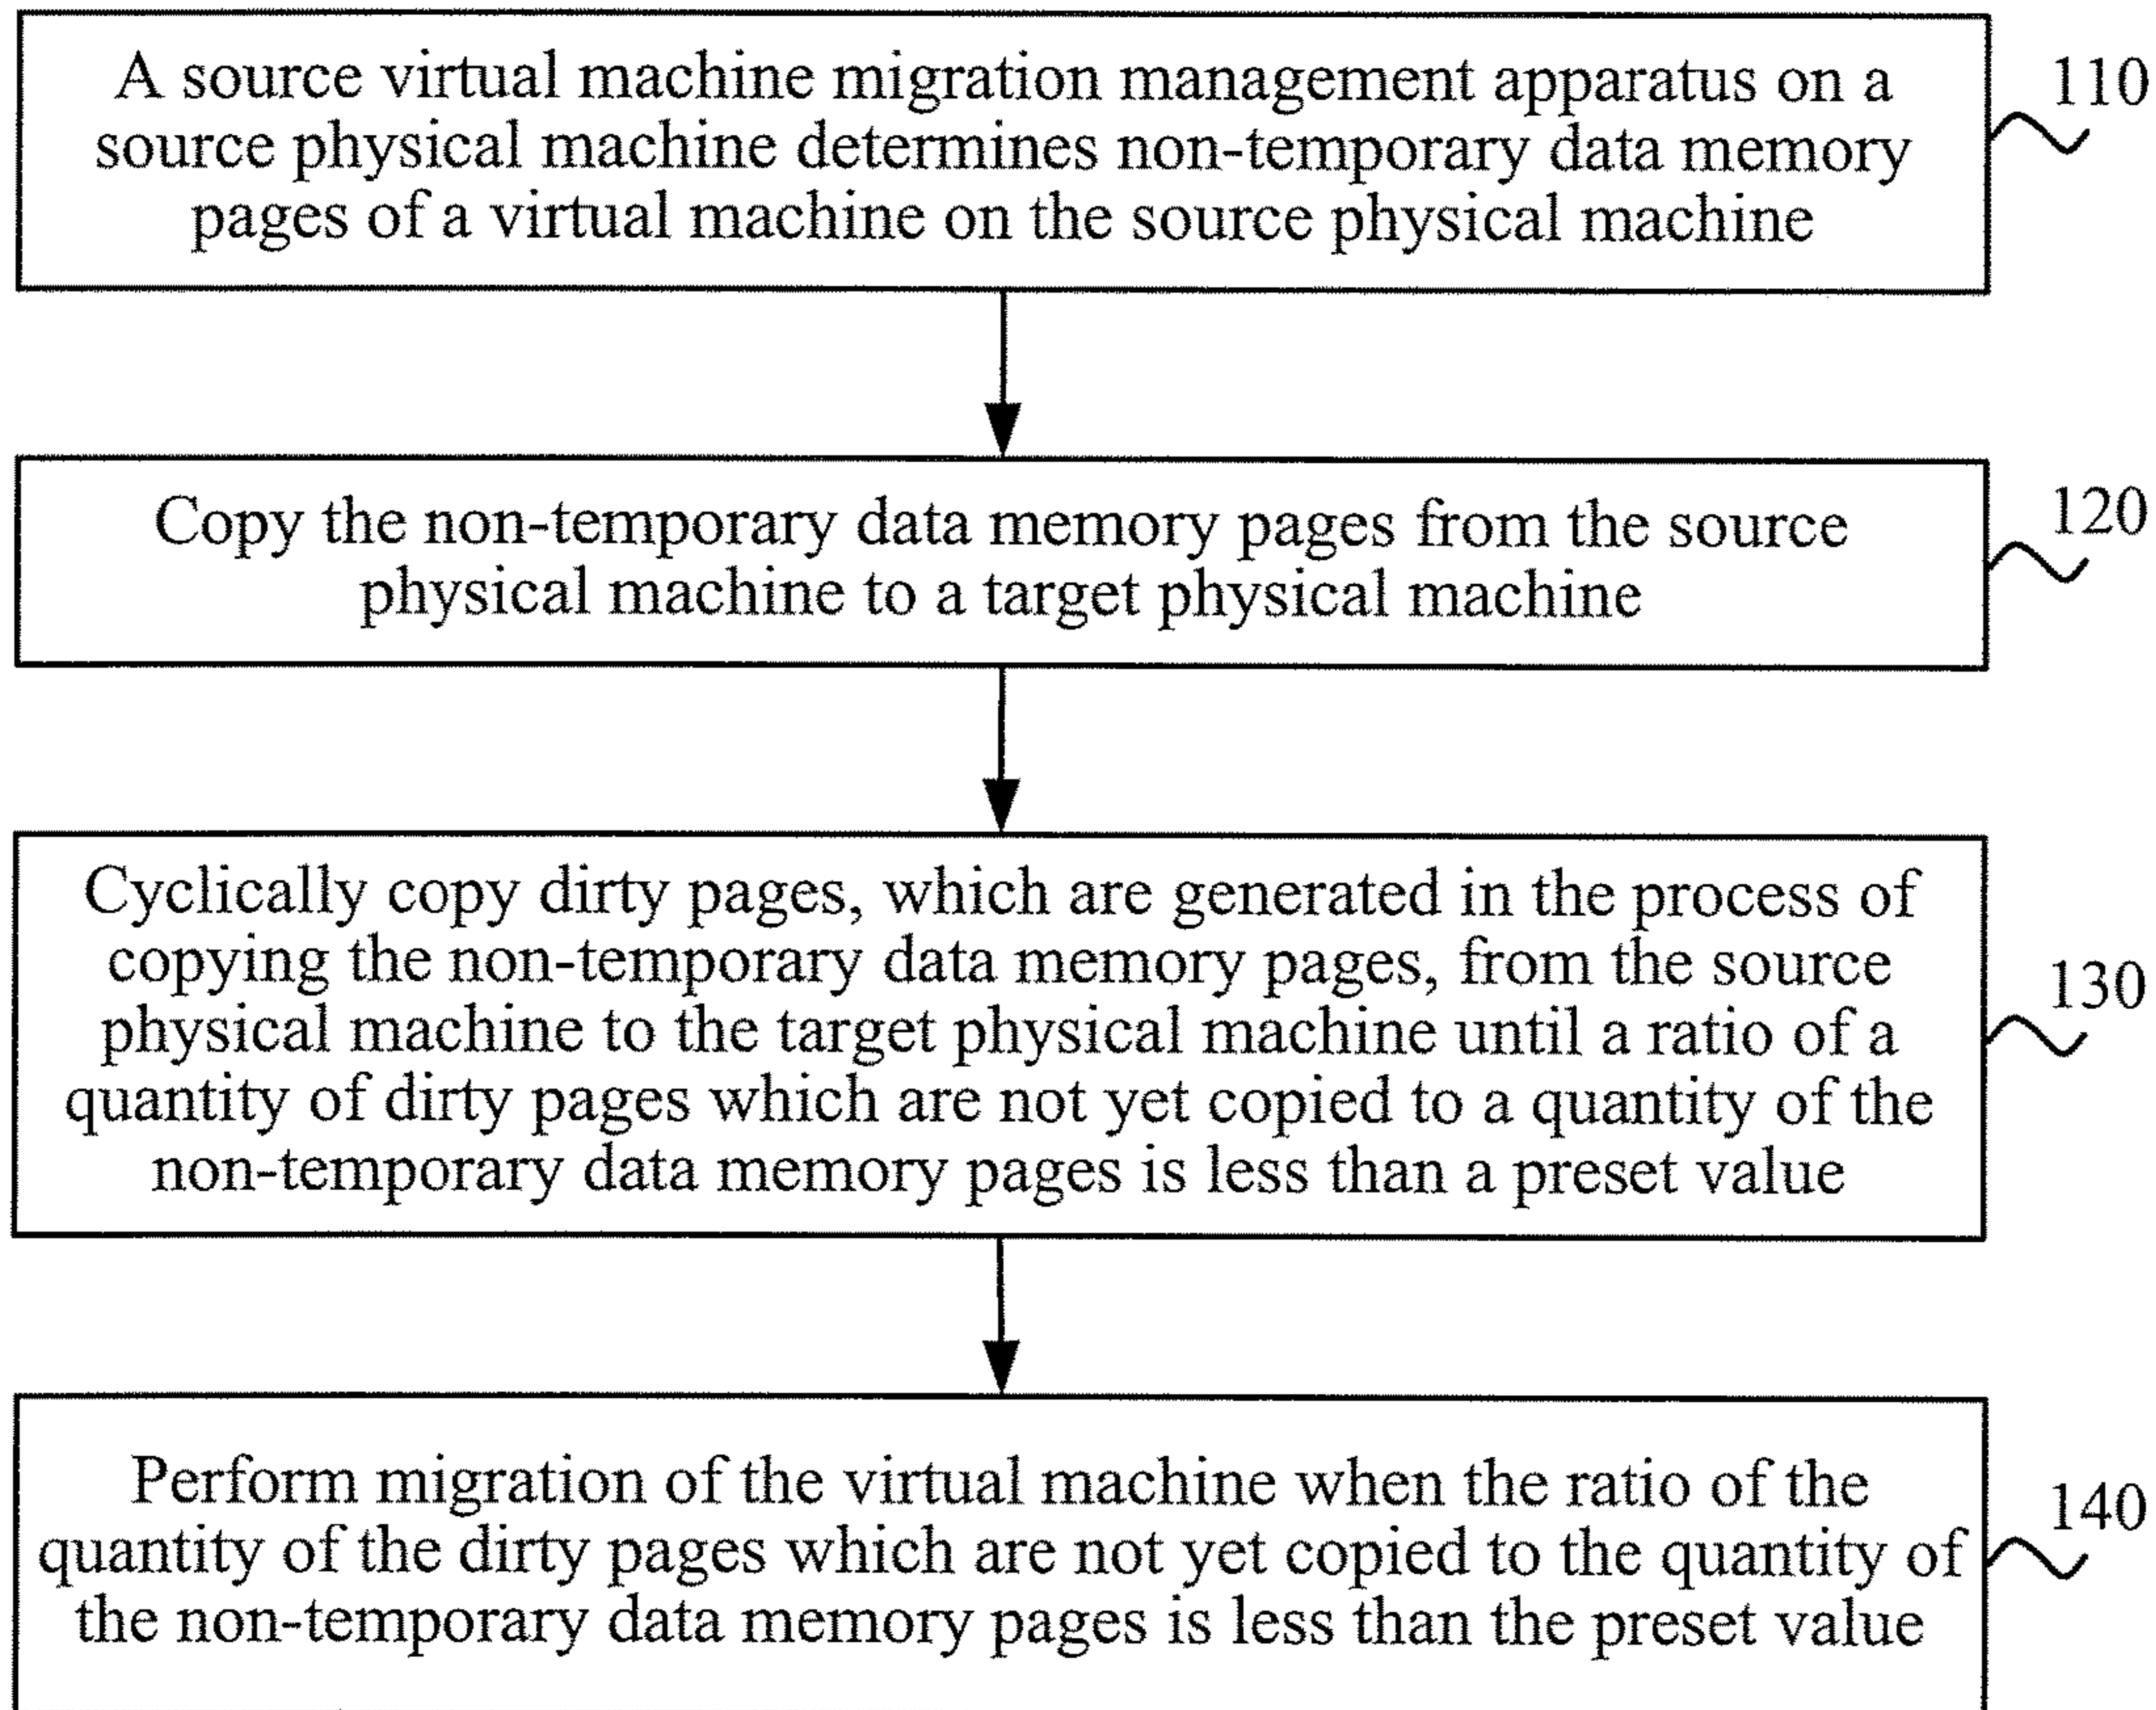 A source virtual machine migration management apparatus on a
source physical machine determines non-temporary data memory
pages of a virtual machine on the source physical machine
110
Copy the non-temporary data memory pages from the source
physical machine to a target physical machine
120
Cyclically copy dirty pages, which are generated in the process of
copying the non-temporary data memory pages, from the source
physical machine to the target physical machine until a ratio of a
quantity of dirty pages which are not yet copied to a quantity of the
non-temporary data memory pages is less than a preset value
130
Perform migration of the virtual machine when the ratio of the
quantity of the dirty pages which are not yet copied to the quantity of
the non-temporary data memory pages is less than the preset value
140